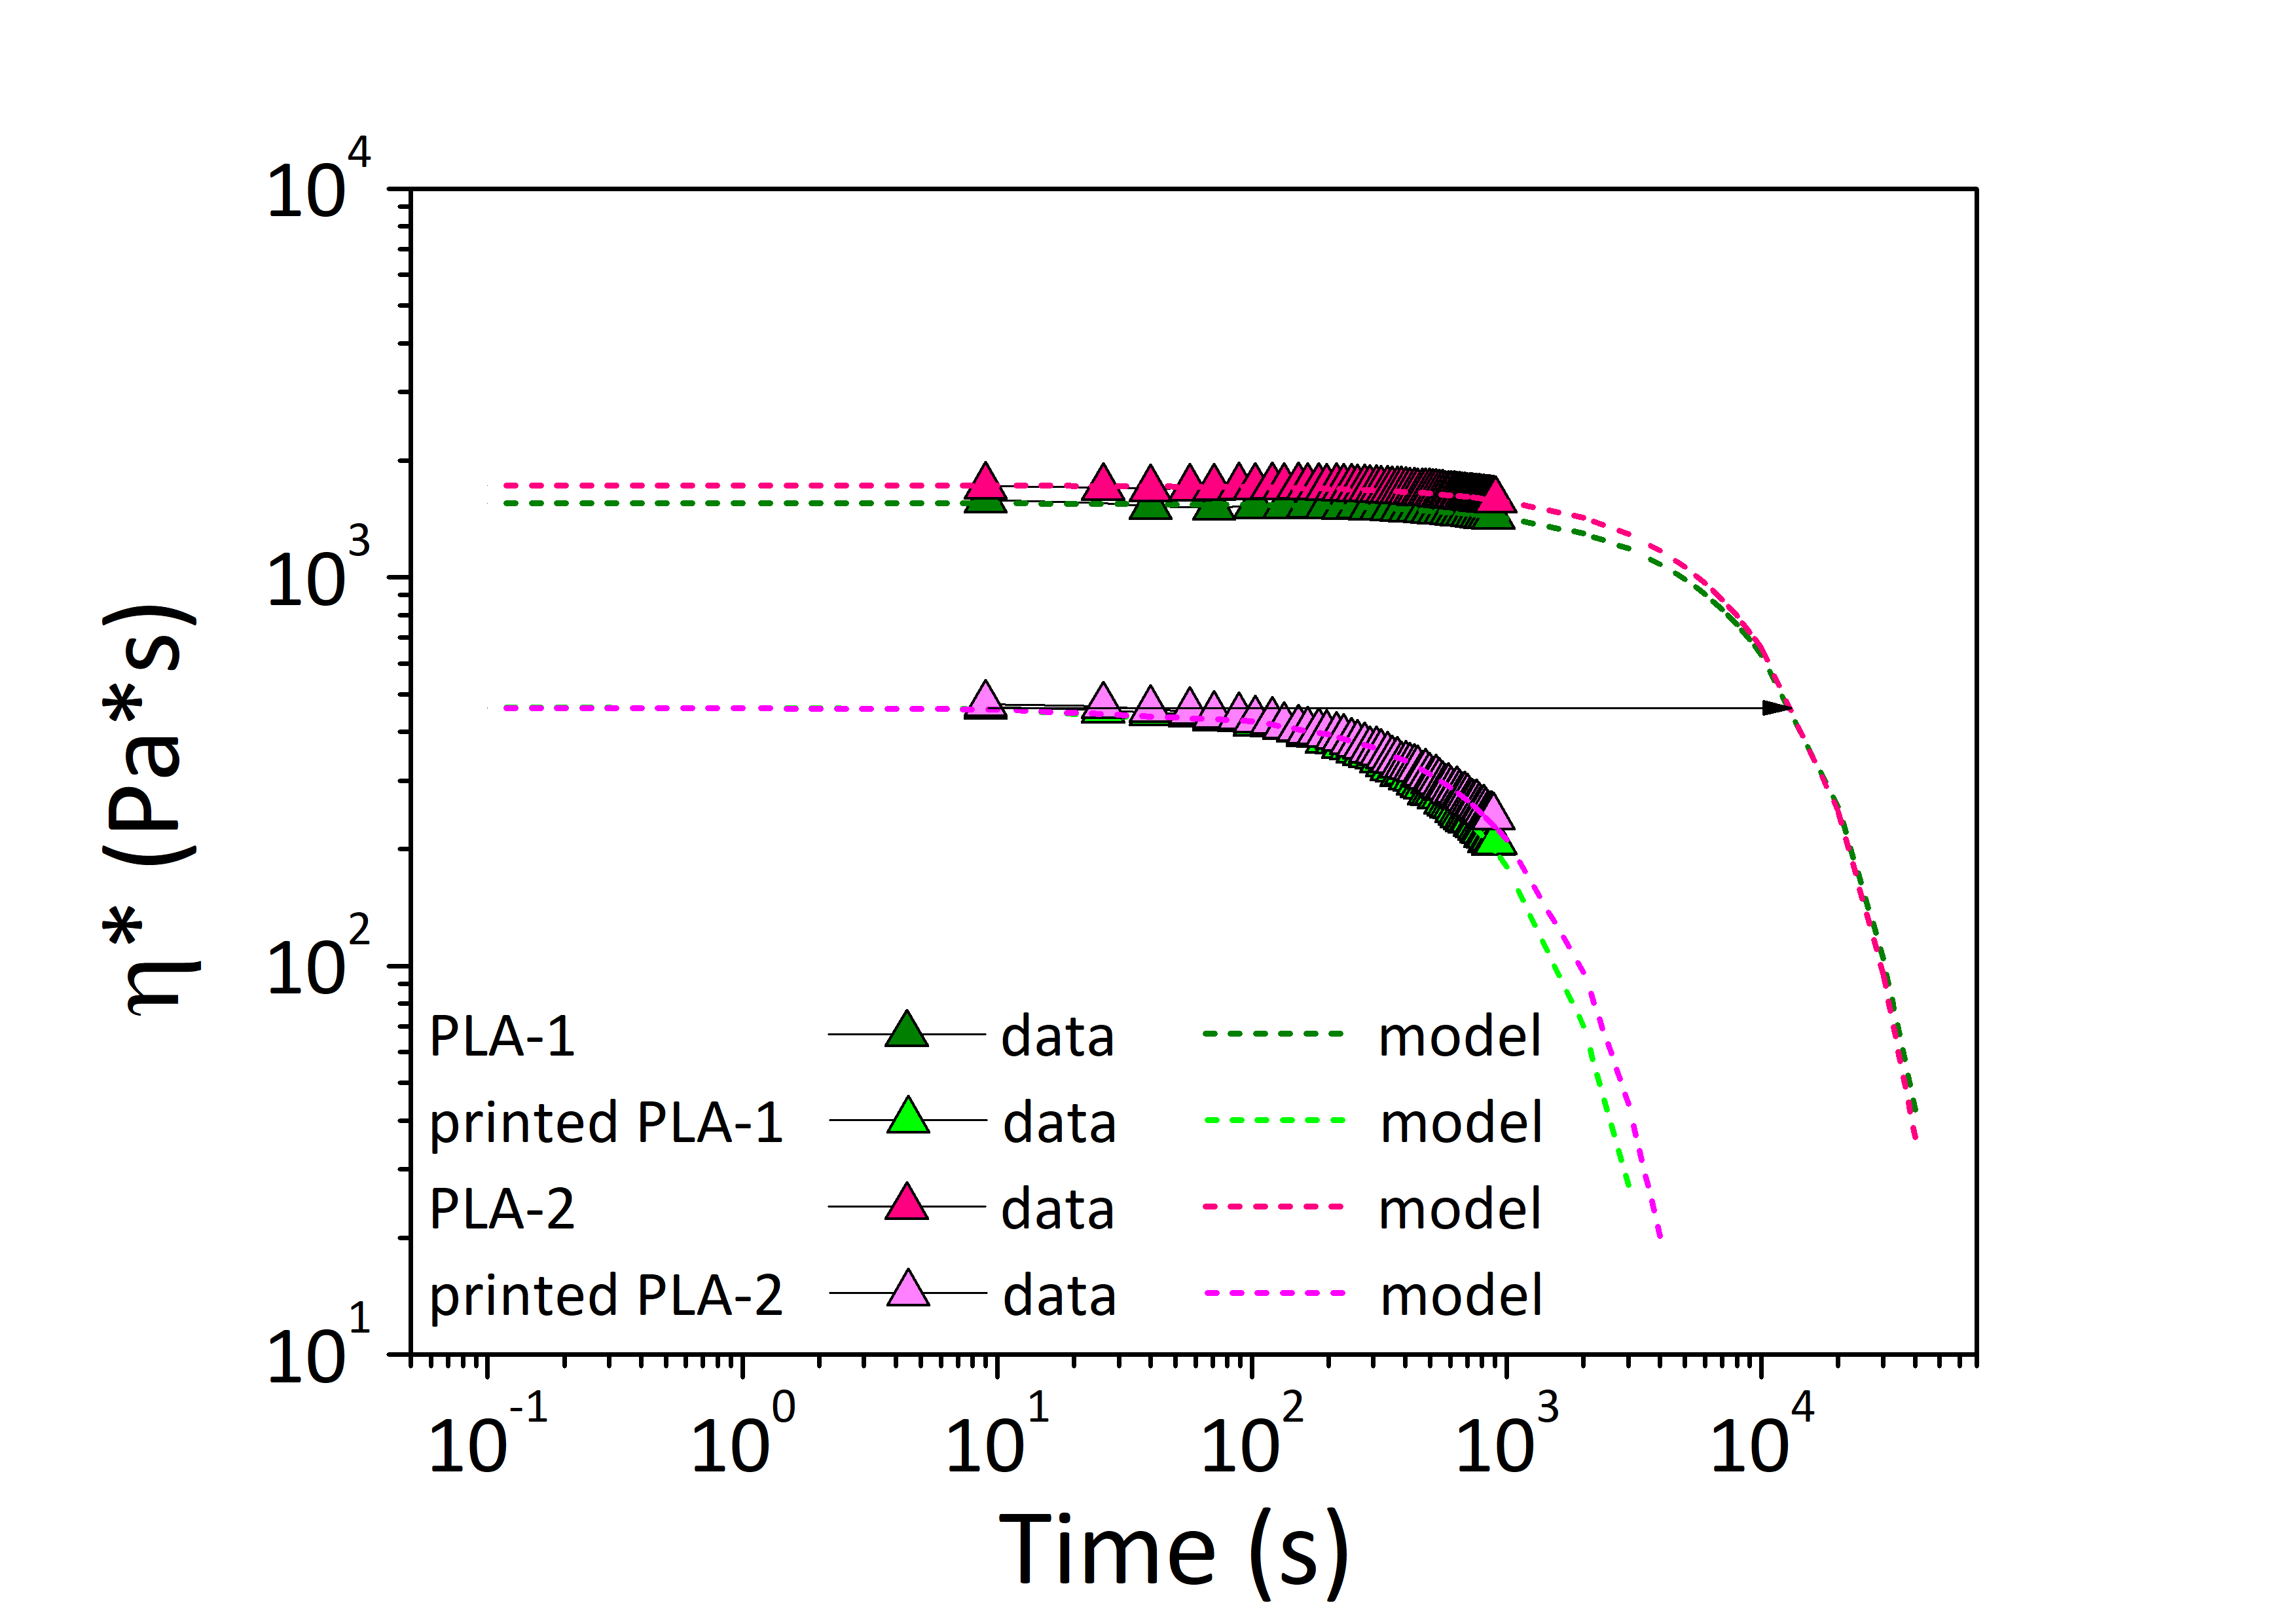 10^4
10^3
10^2
10^1
η* (Pa*s)
PLA-1 data model
printed PLA-1 data model
PLA-2 data model
printed PLA-2 data model
10^-1 10^0 10^1 10^2 10^3 10^4
Time (s)